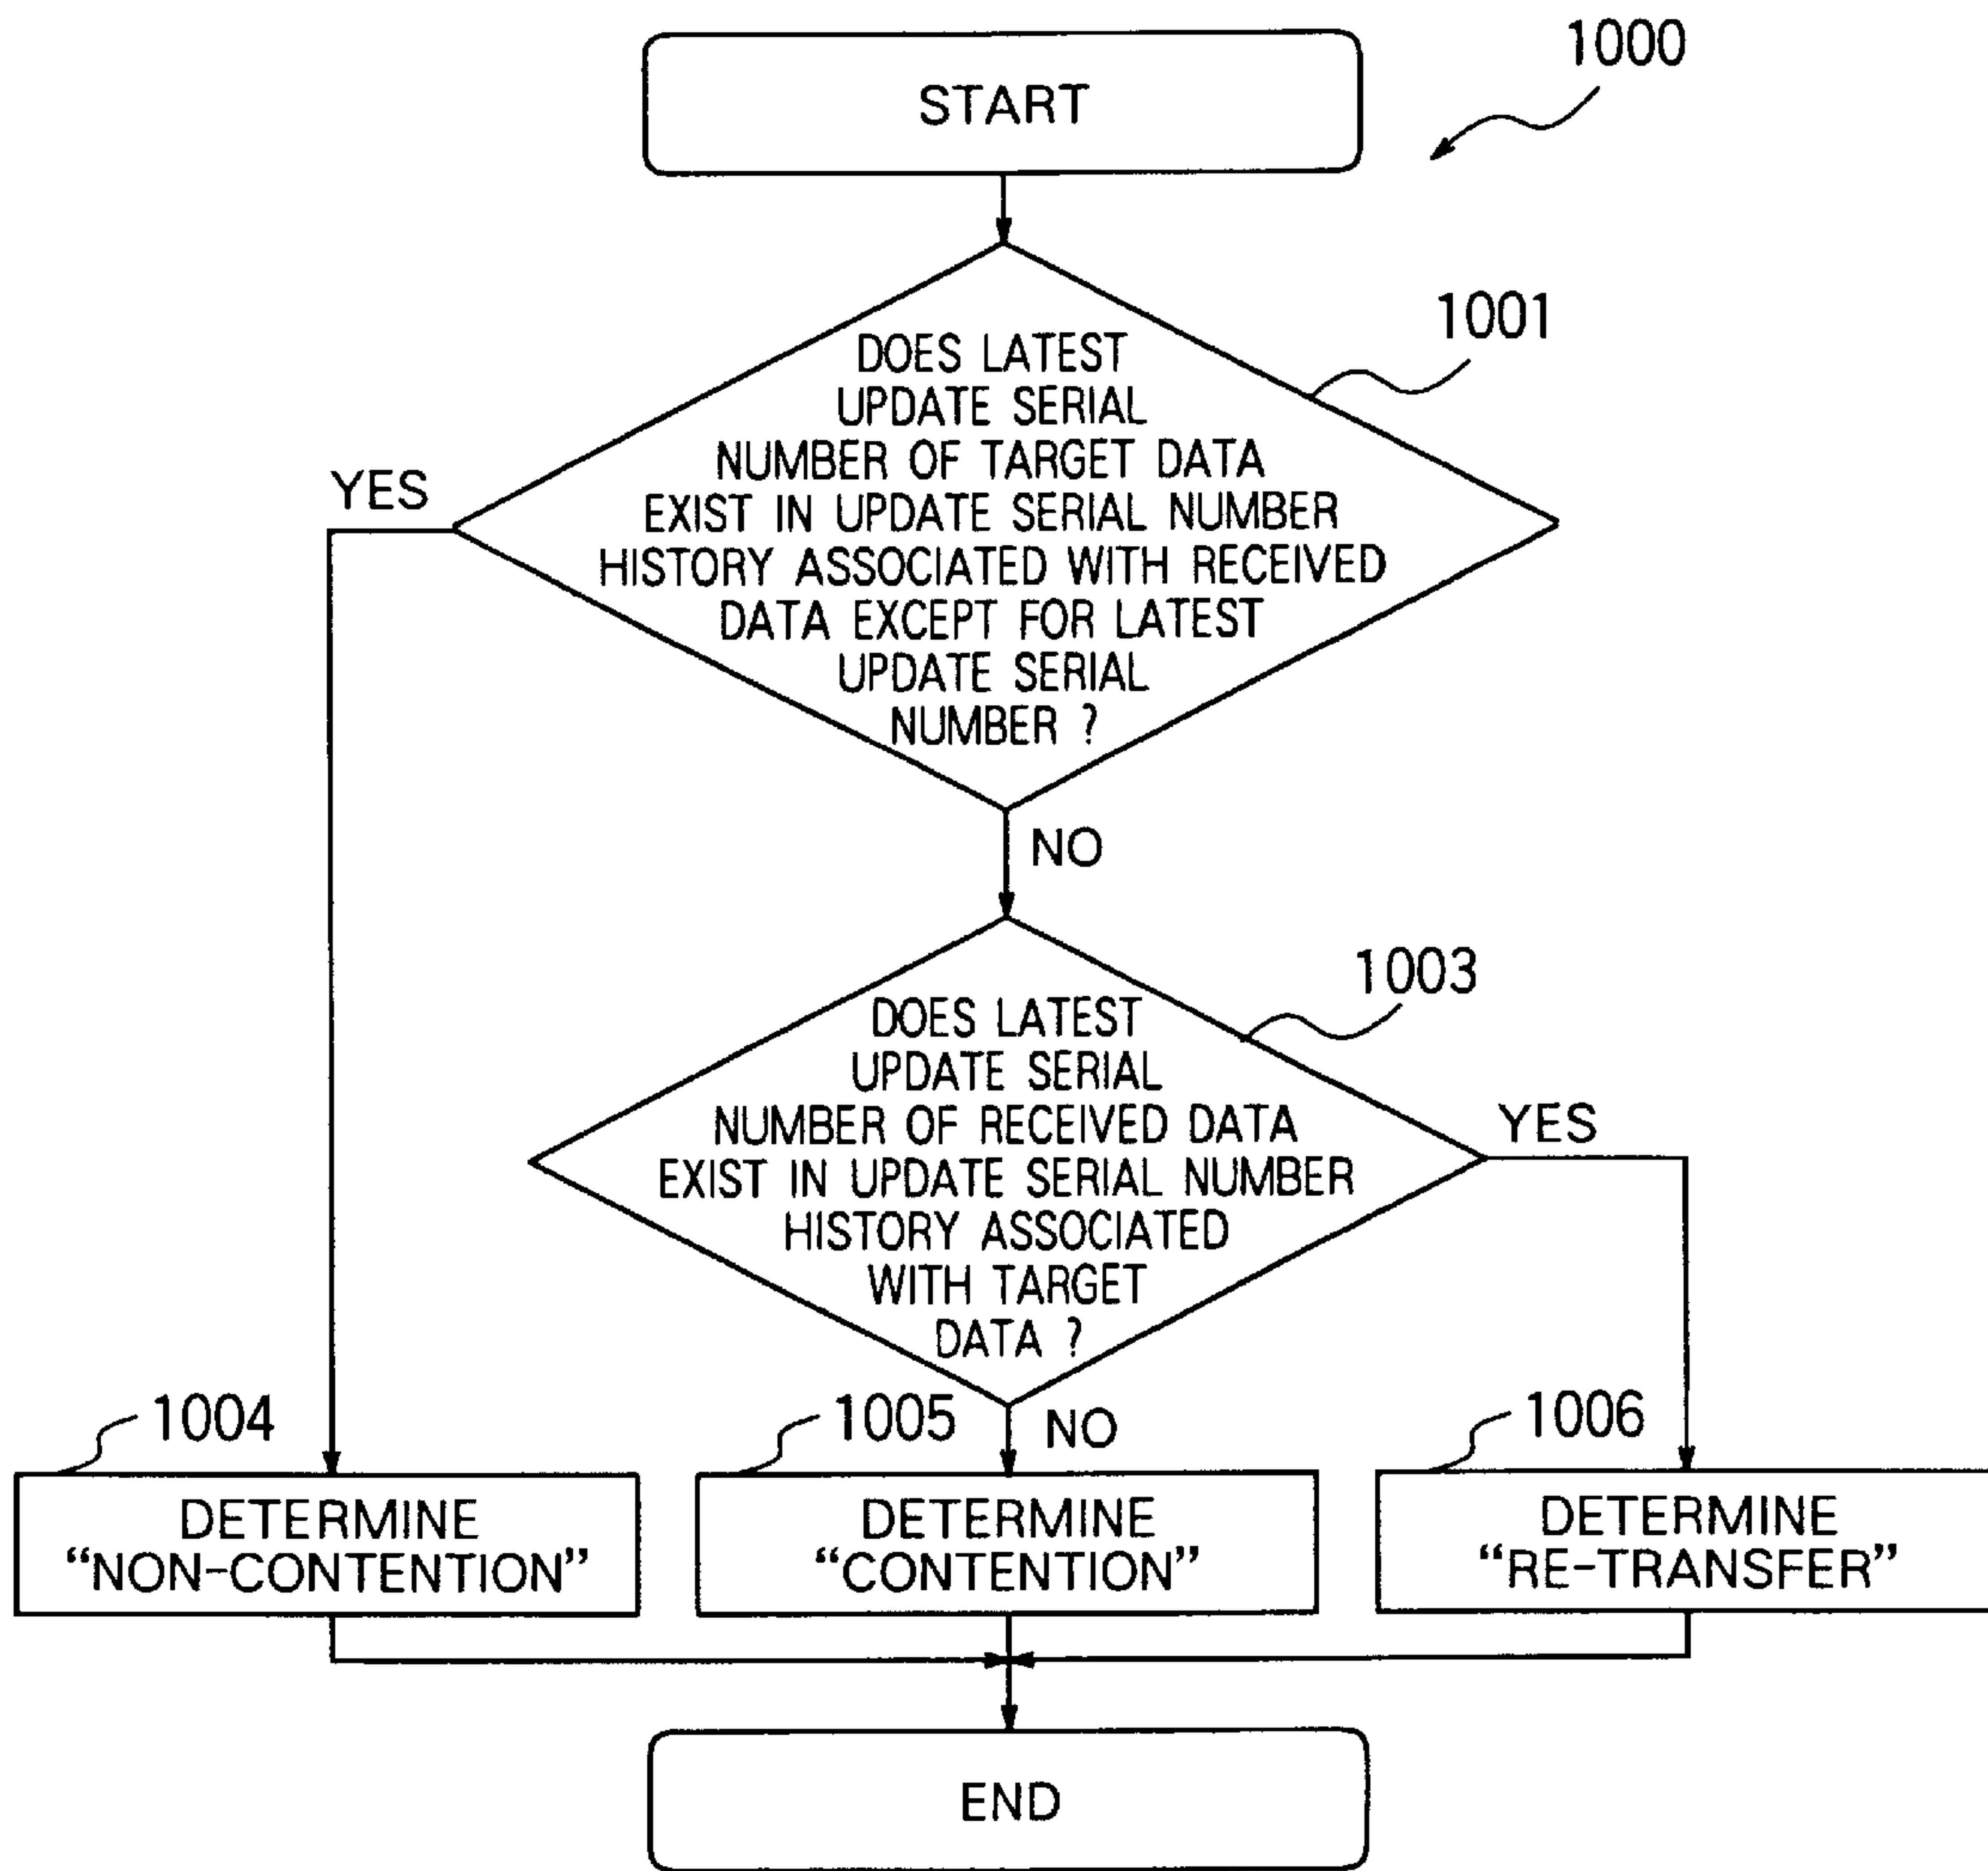 START
1000
1001
DOES LATEST
UPDATE SERIAL
NUMBER OF TARGET DATA
EXIST IN UPDATE SERIAL NUMBER
HISTORY ASSOCIATED WITH RECEIVED
DATA EXCEPT FOR LATEST
UPDATE SERIAL
NUMBER ?
YES
NO
1003
DOES LATEST
UPDATE SERIAL
NUMBER OF RECEIVED DATA
EXIST IN UPDATE SERIAL NUMBER
HISTORY ASSOCIATED
WITH TARGET
DATA ?
YES
NO
1004
DETERMINE
“NON-CONTENTION”
1005
DETERMINE
“CONTENTION”
1006
DETERMINE
“RE-TRANSFER”
END